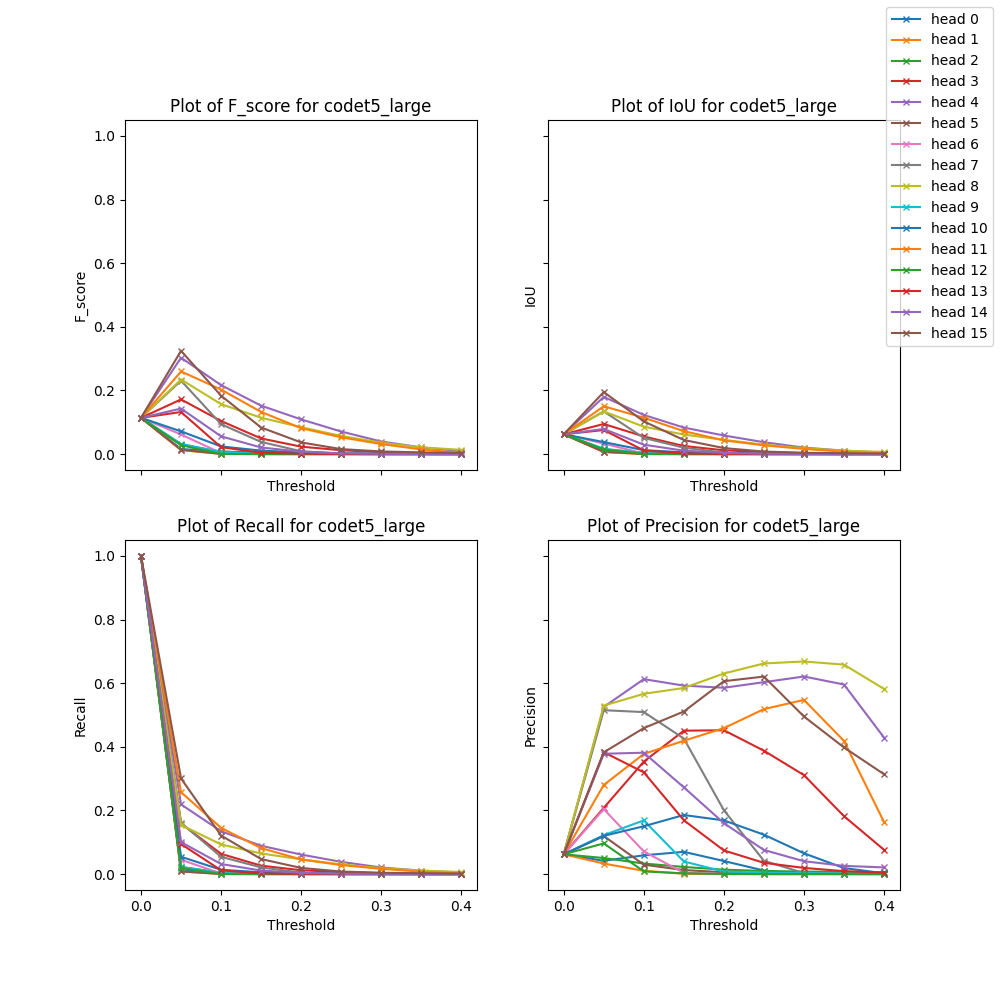 Plot of F_score for codet5_large
1.0
0.8
0.6
0.4
0.2
0.0
F_score
Threshold
Plot of IoU for codet5_large
IoU
Threshold
head 0
head 1
head 2
head 3
head 4
head 5
head 6
head 7
head 8
head 9
head 10
head 11
head 12
head 13
head 14
head 15
Plot of Recall for codet5_large
1.0
0.8
0.6
0.4
0.2
0.0
Recall
0.0 0.1 0.2 0.3 0.4
Threshold
Plot of Precision for codet5_large
Precision
0.0 0.1 0.2 0.3 0.4
Threshold